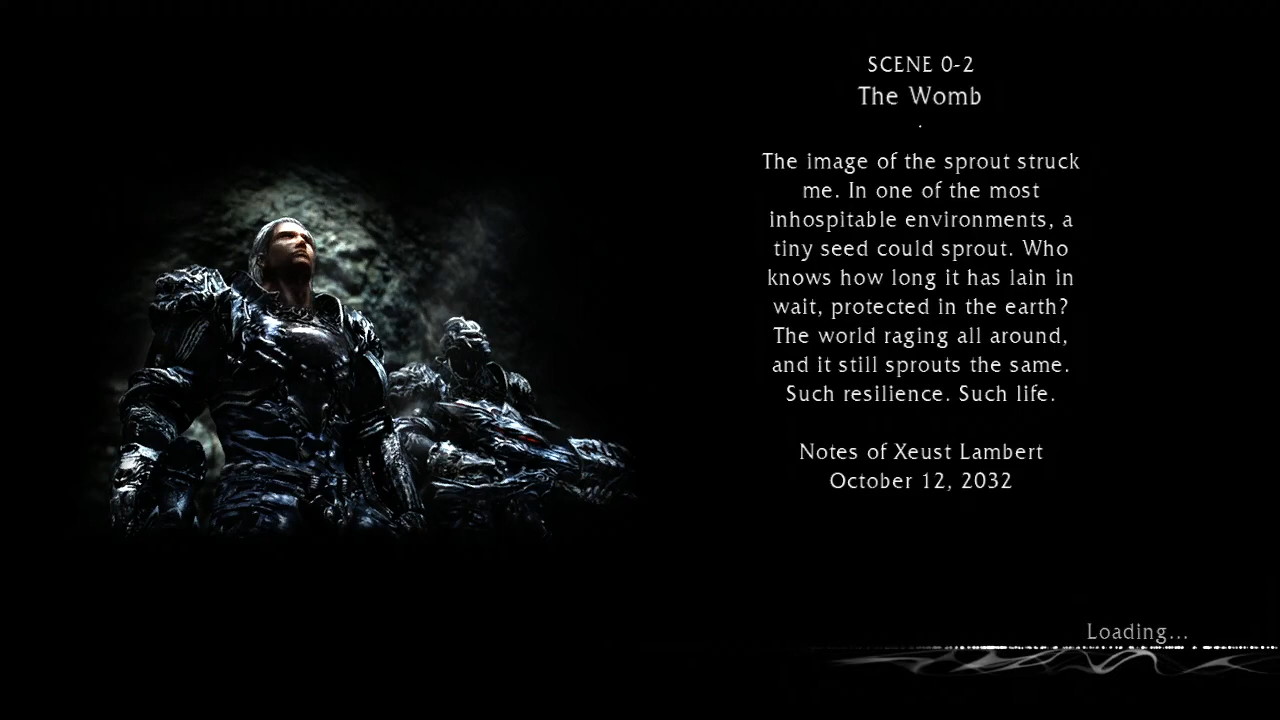 SCENE 0-2
The Womb
.
The image of the sprout struck
me. In one of the most
inhospitable environments, a
tiny seed could sprout. Who
knows how long it has lain in
wait, protected in the earth?
The world raging all around,
and it still sprouts the same.
Such resilience. Such life.
Notes of Xeust Lambert
October 12, 2032
Loading...